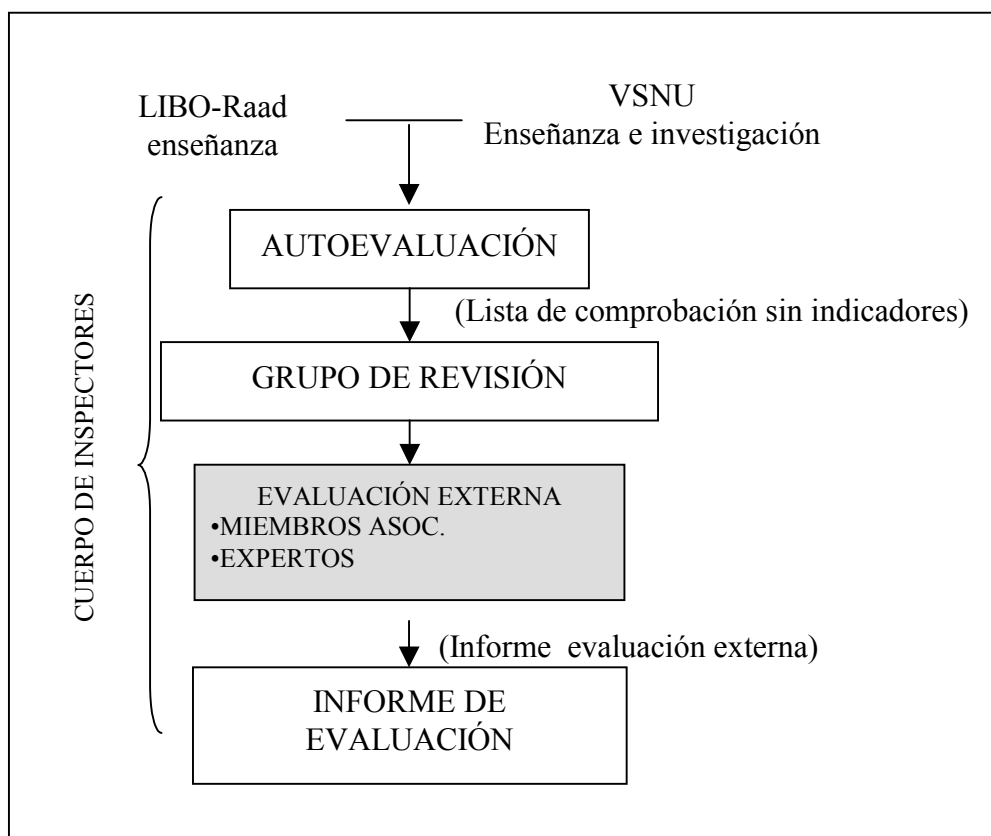 LIBO-Raad
enseñanza
VSNU
Enseñanza e investigación
AUTOEVALUACIÓN
(Lista de comprobación sin indicadores)
GRUPO DE REVISIÓN
CUERPO DE INSPECTORES
EVALUACIÓN EXTERNA
•MIEMBROS ASOC.
•EXPERTOS
(Informe evaluación externa)
INFORME DE
EVALUACIÓN